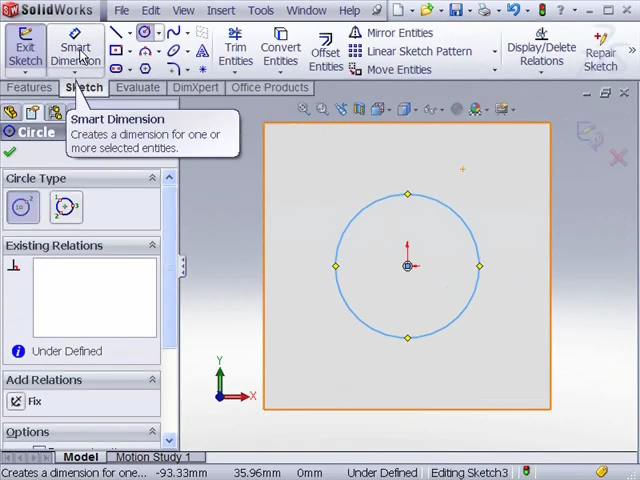 SolidWorks File Edit View Insert Tools
Exit Sketch
Smart Dimension
Trim Entities
Convert Entities
Offset Entities
Mirror Entities
Linear Sketch Pattern
Move Entities
Display/Delete Relations
Repair Sketch
Features Sketch Evaluate DimXpert Office Products
Smart Dimension
Creates a dimension for one or
more selected entities.
Circle
Circle Type
Existing Relations
Under Defined
Add Relations
Fix
Options
Y
X
Model Motion Study 1
Creates a dimension for one... -93.33mm 35.96mm 0mm Under Defined Editing Sketch3